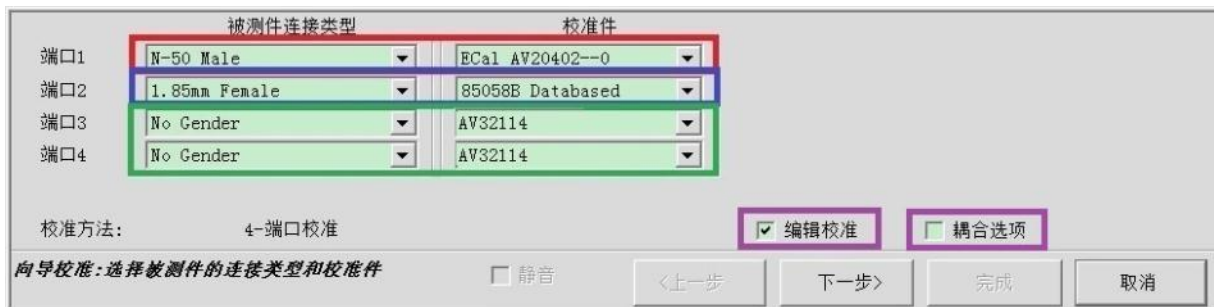 被测件连接类型 校准件
端口1 N-50 Male ECal AV20402--0
端口2 1.85mm Female 85058B Databased
端口3 No Gender AV32114
端口4 No Gender AV32114
校准方法: 4-端口校准 编辑校准 耦合选项
向导校准:选择被测件的连接类型和校准件 静音 <上一步 下一步> 完成 取消